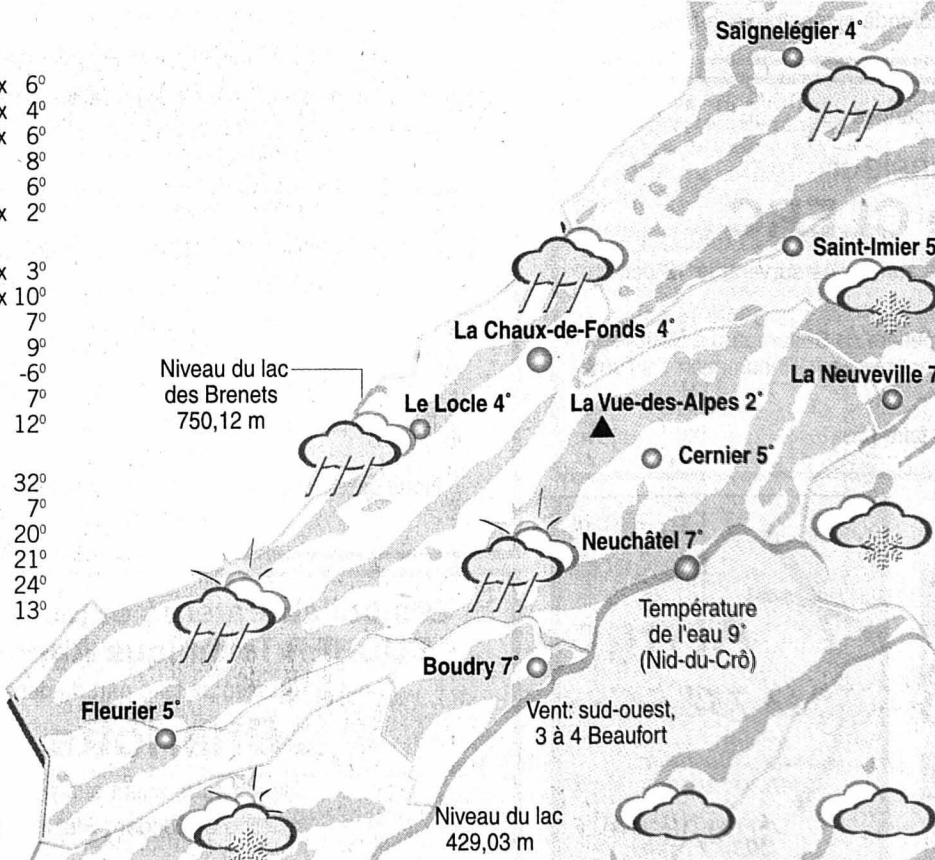 x 6°
x 4°
x 6°
8°
6°
x 2°
x 3°
x 10°
7°
9°
-6°
7°
12°
32°
7°
20°
21°
24°
13°
Saignelégier 4°
Saint-Imier 5
La Chaux-de-Fonds 4°
Niveau du lac
des Brenets
750,12 m
Le Locle 4°
La Vue-des-Alpes 2°
La Neuveville 7
Cernier 5°
Neuchâtel 7°
Température
de l'eau 9°
(Nid-du-Crô)
Boudry 7°
Fleurier 5°
Vent: sud-ouest,
3 à 4 Beaufort
Niveau du lac
429,03 m